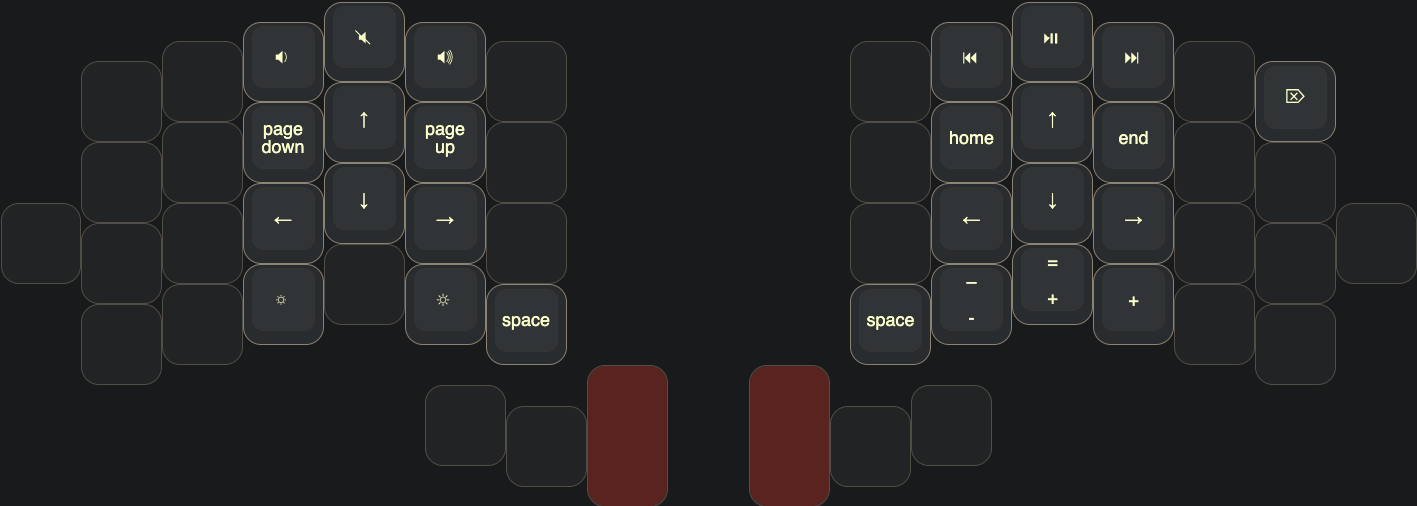 page
down
↑
page
up
home
↑
end
←
↓
→
←
↓
→
space
space
–
-
=
+
+